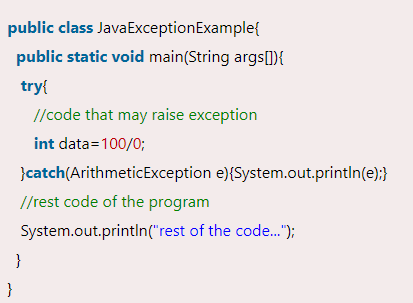 public class JavaExceptionExample{
public static void main(String args[]){
try{
//code that may raise exception
int data=100/0;
}catch(ArithmeticException e){System.out.println(e);}
//rest code of the program
System.out.println("rest of the code...");
}
}